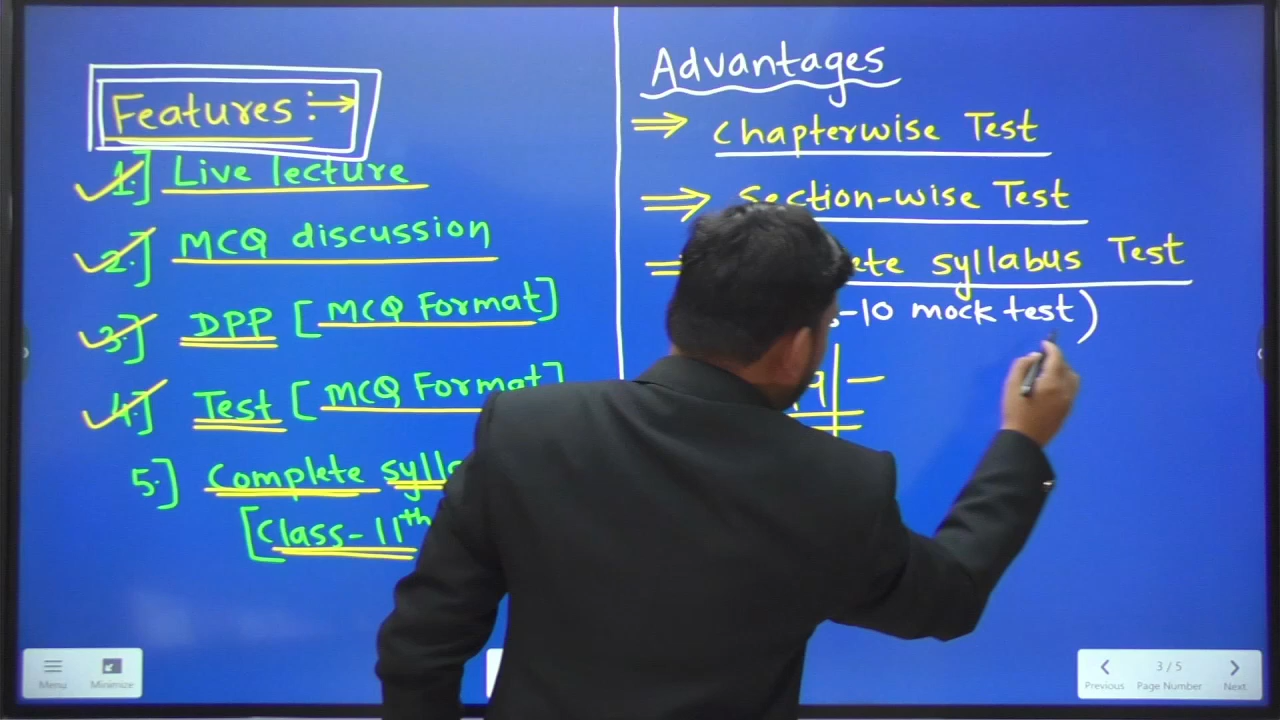 Features :→
1.] Live lecture
2.] MCQ discussion
3.] DPP [MCQ Format]
4.] Test [MCQ Format]
5.] Complete
[Class-11th
Advantages
⇒ Chapterwise Test
⇒ Section-wise Test
syllabus Test
-10 mock test)
Menu
Minimize
Previous
3 / 5
Page Number
Next